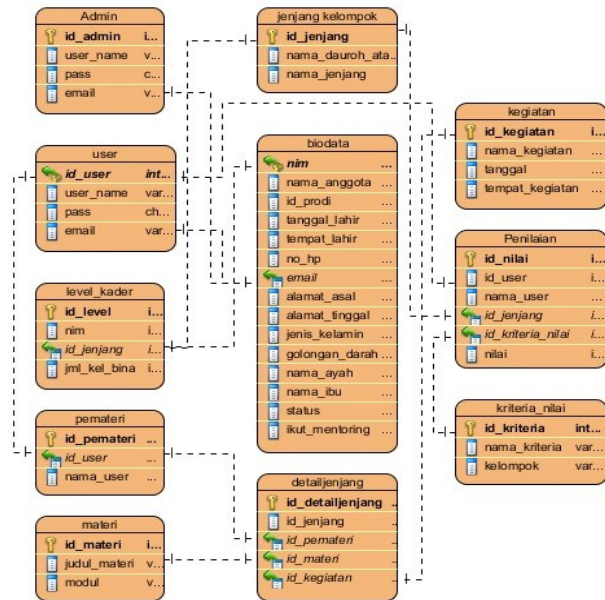 Admin
id_admin i...
user_name v...
pass c...
email v...
user
id_user int...
user_name var...
pass ch...
email var...
level_kader
id_level i...
nim i...
id_jenjang i...
jml_kel_bina i...
pemateri
id_pemateri ...
id_user ...
nama_user ...
materi
id_materi i...
judul_materi v...
modul v...
jenjang kelompok
id_jenjang
nama_dauroh_ata...
nama_jenjang
biodata
nim ...
nama_anggota ...
id_prodi ...
tanggal_lahir ...
tempat_lahir ...
no_hp ...
email ...
alamat_asal ...
alamat_tinggal ...
jenis_kelamin ...
golongan_darah ...
nama_ayah ...
nama_ibu ...
status ...
ikut_mentoring ...
detailjenjang
id_detailjenjang ..
id_jenjang ..
id_pemateri ..
id_materi ..
id_kegiatan ..
kegiatan
id_kegiatan i...
nama_kegiatan ...
tanggal ...
tempat_kegiatan ...
Penilaian
id_nilai i...
id_user i...
nama_user ...
id_jenjang i...
id_kriteria_nilai i...
nilai i...
kriteria_nilai
id_kriteria int...
nama_kriteria var...
kelompok var...